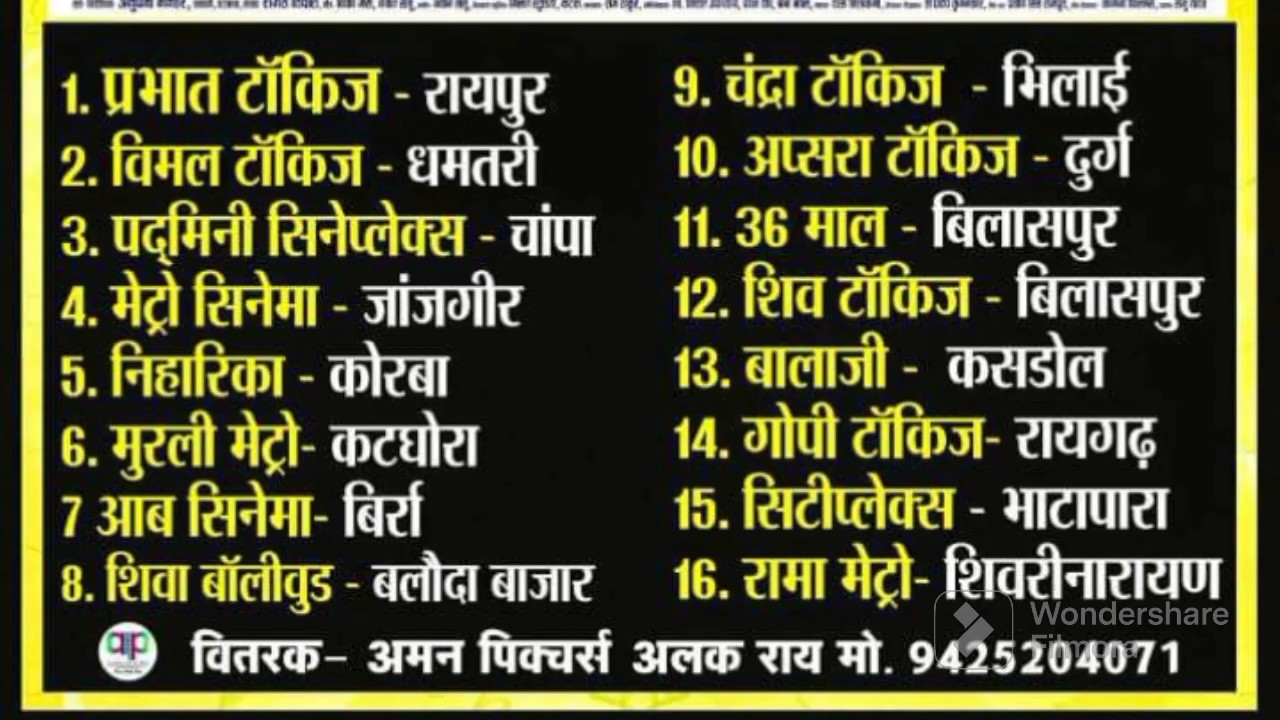 1. प्रभात टॉकिज - रायपुर
2. विमल टॉकिज - धमतरी
3. पद्मिनी सिनेप्लेक्स - चांपा
4. मेट्रो सिनेमा - जांजगीर
5. निहारिका - कोरबा
6. मुरली मेट्रो- कटघोरा
7 आब सिनेमा- बिर्रा
8. शिवा बॉलीवुड - बलौदा बाजार
9. चंद्रा टॉकिज - भिलाई
10. अप्सरा टॉकिज - दुर्ग
11. 36 माल - बिलासपुर
12. शिव टॉकिज - बिलासपुर
13. बालाजी - कसडोल
14. गोपी टॉकिज- रायगढ़
15. सिटीप्लेक्स - भाटापारा
16. रामा मेट्रो- शिवरीनारायण
वितरक– अमन पिक्चर्स अलक राय मो. 9425204071
Wondershare
Filmora